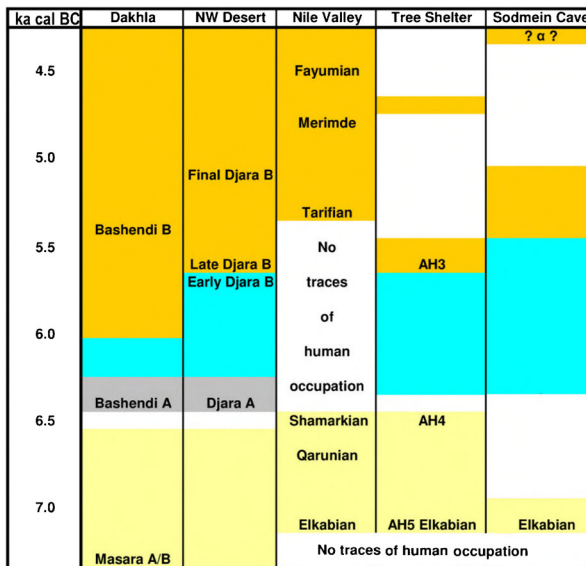 ka cal BC Dakhla NW Desert Nile Valley Tree Shelter Sodmein Cave
? α ?
4.5 Fayumian
Merimde
5.0
Final Djara B
Tarifian
Bashendi B
5.5 No
Late Djara B AH3
Early Djara B traces
of
6.0
human
occupation
Bashendi A Djara A
6.5 Shamarkian AH4
Qarunian
7.0
Elkabian AH5 Elkabian Elkabian
No traces of human occupation
Masara A/B